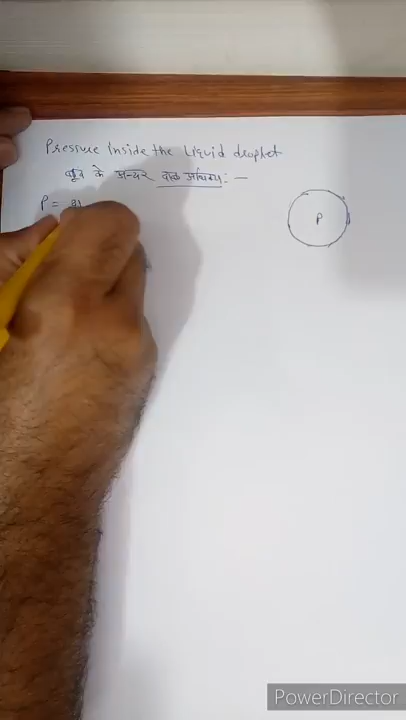 Pressure Inside the Liquid droplet
बूंद के अन्दर दाब आधिक्य :—
P =
P
PowerDirector